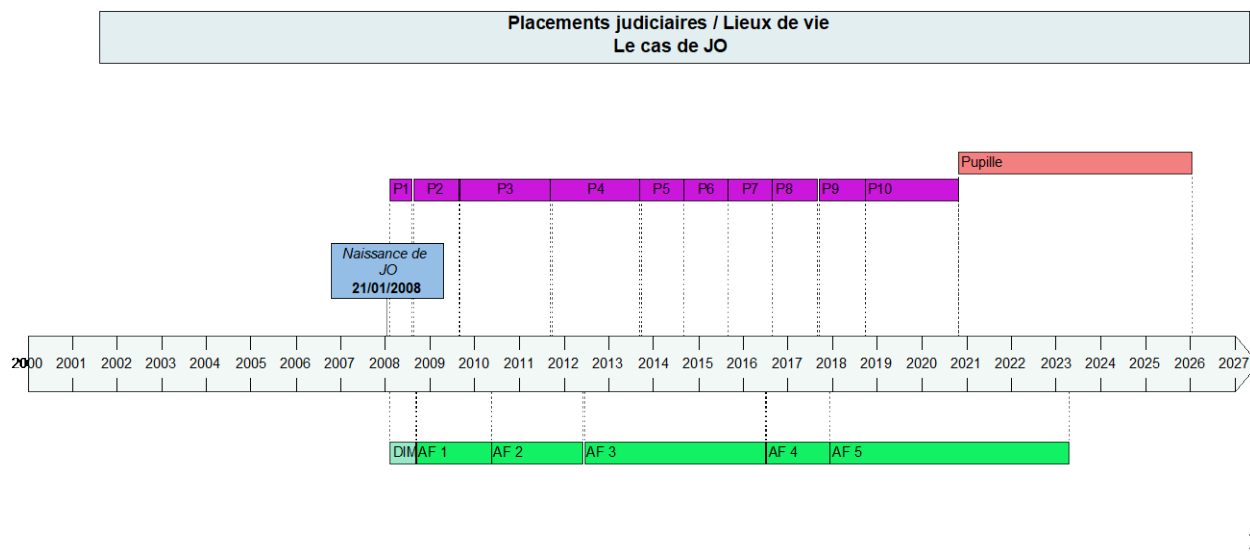 Placements judiciaires / Lieux de vie
Le cas de JO
Pupille
P1 P2 P3 P4 P5 P6 P7 P8 P9 P10
Naissance de
JO
21/01/2008
2000 2001 2002 2003 2004 2005 2006 2007 2008 2009 2010 2011 2012 2013 2014 2015 2016 2017 2018 2019 2020 2021 2022 2023 2024 2025 2026 2027
DIM AF 1 AF 2 AF 3 AF 4 AF 5